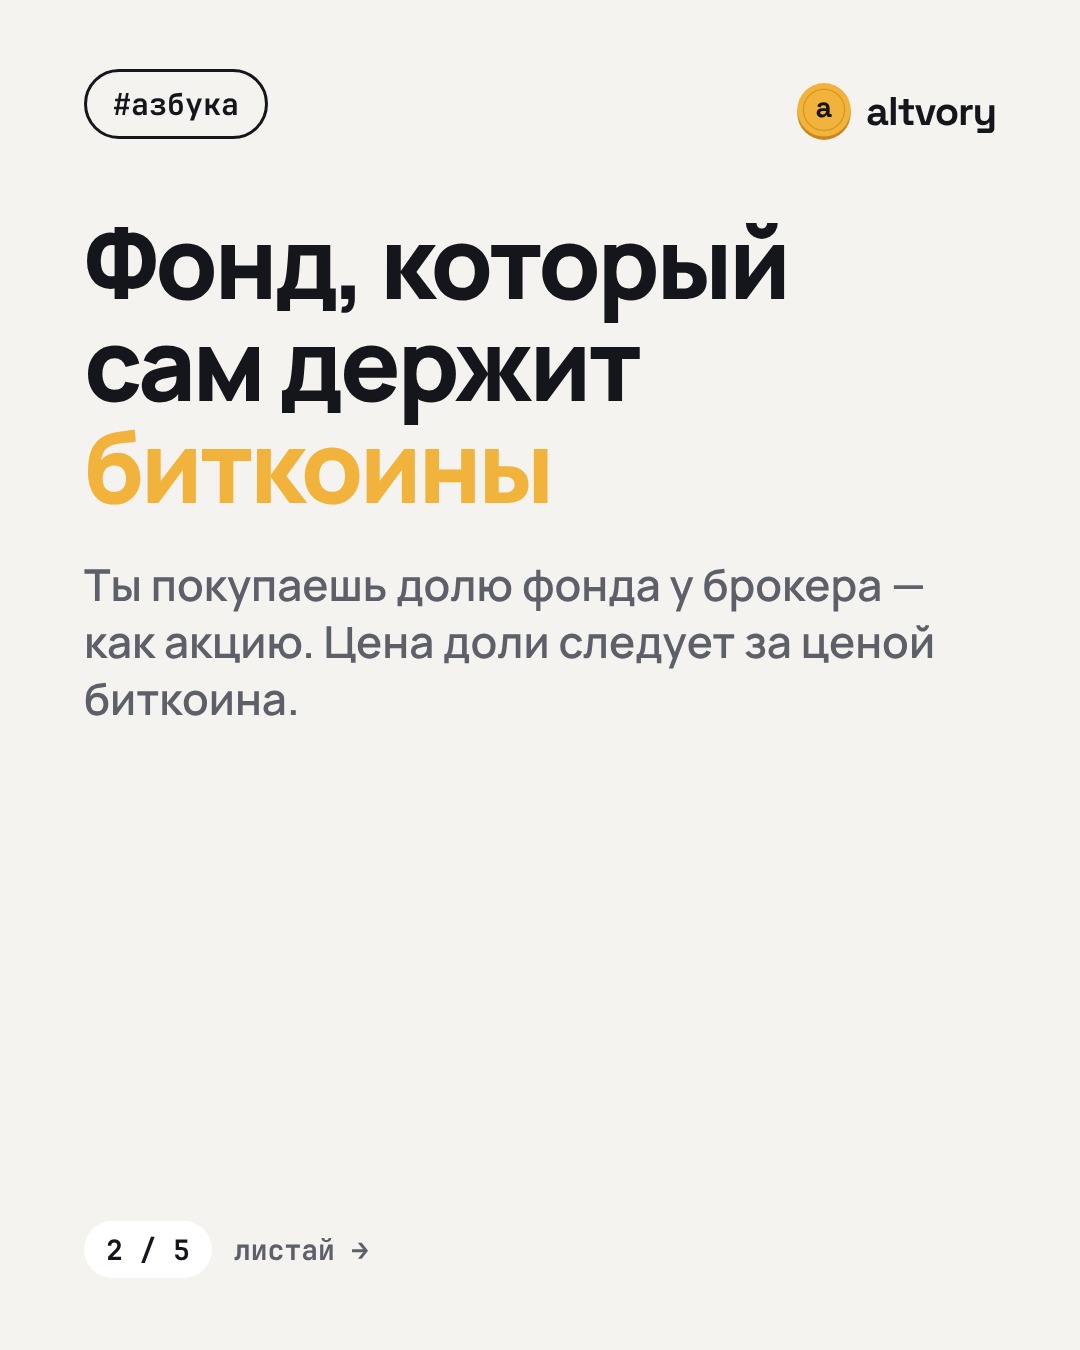 #азбука
a altvory
Фонд, который
сам держит
биткоины
Ты покупаешь долю фонда у брокера —
как акцию. Цена доли следует за ценой
биткоина.
2 / 5 листай →